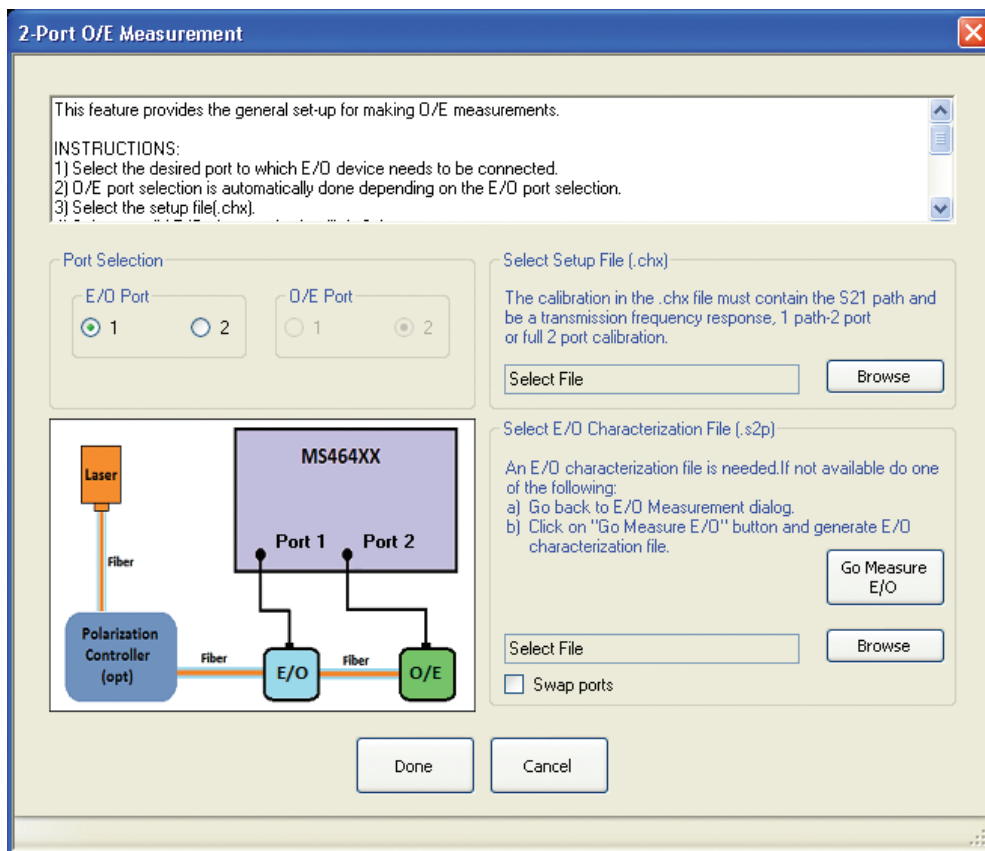 2-Port O/E Measurement
This feature provides the general set-up for making O/E measurements.
INSTRUCTIONS:
1) Select the desired port to which E/O device needs to be connected.
2) O/E port selection is automatically done depending on the E/O port selection.
3) Select the setup file(.chx).
Port Selection
E/O Port
1
2
O/E Port
1
2
Select Setup File (.chx)
The calibration in the .chx file must contain the S21 path and
be a transmission frequency response, 1 path-2 port
or full 2 port calibration.
Select File
Browse
Laser
MS464XX
Port 1
Port 2
Fiber
Polarization
Controller
(opt)
Fiber
E/O
Fiber
O/E
Select E/O Characterization File (.s2p)
An E/O characterization file is needed.If not available do one
of the following:
a) Go back to E/O Measurement dialog.
b) Click on "Go Measure E/O" button and generate E/O
characterization file.
Go Measure
E/O
Select File
Browse
Swap ports
Done
Cancel